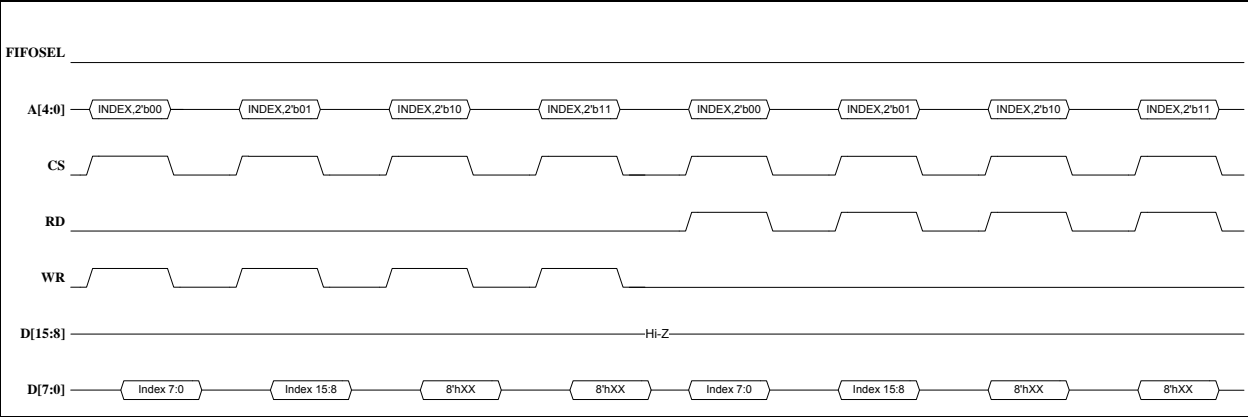 FIFOSEL
A[4:0] INDEX,2'b00 INDEX,2'b01 INDEX,2'b10 INDEX,2'b11 INDEX,2'b00 INDEX,2'b01 INDEX,2'b10 INDEX,2'b11
CS
RD
WR
D[15:8] Hi-Z
D[7:0] Index 7:0 Index 15:8 8'hXX 8'hXX Index 7:0 Index 15:8 8'hXX 8'hXX